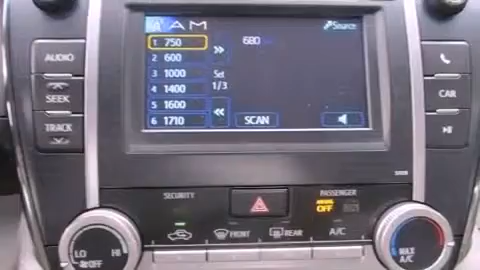 AM
Source
1 750
680
2 600
3 1000
Set
1/3
4 1400
5 1600
6 1710
SCAN
AUDIO
SEEK
TRACK
CAR
SECURITY
PASSENGER
OFF
FRONT
REAR
A/C
LO
HI
OFF
MAX
A/C